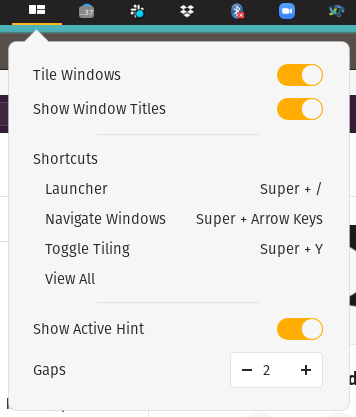 37
Tile Windows
Show Window Titles
Shortcuts
Launcher Super + /
Navigate Windows Super + Arrow Keys
Toggle Tiling Super + Y
View All
Show Active Hint
Gaps − 2 +
d